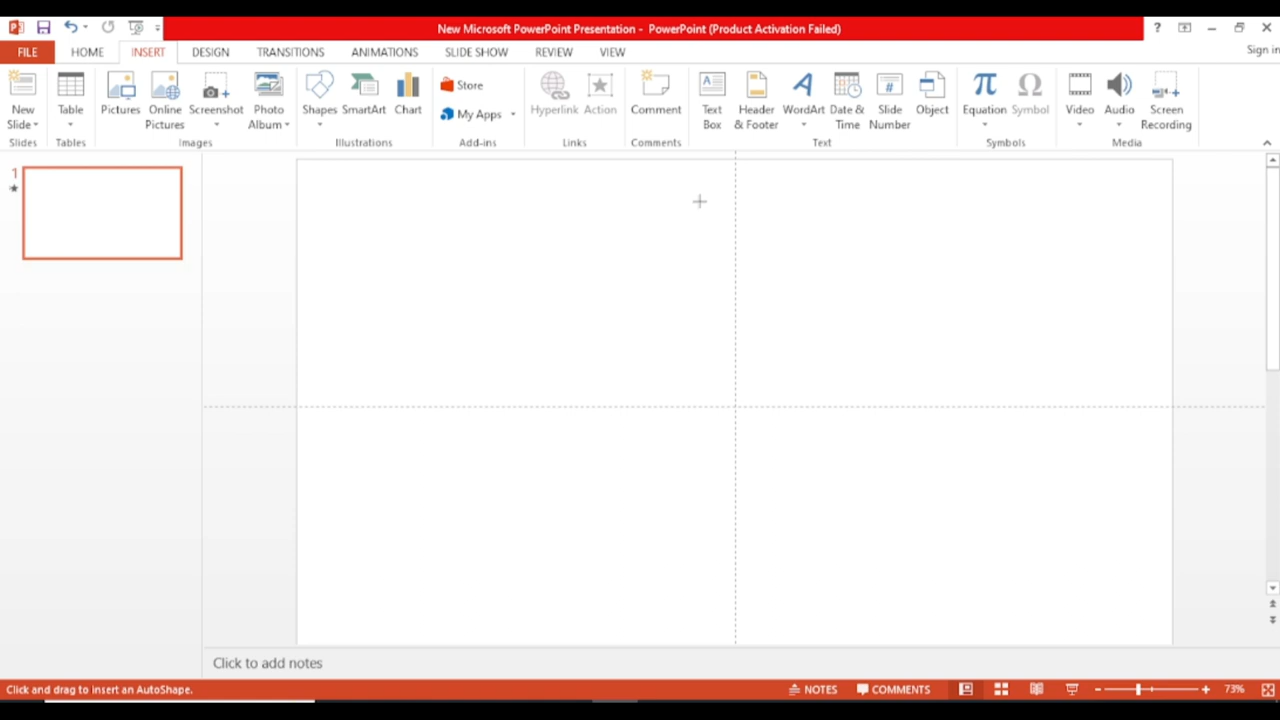 New Microsoft PowerPoint Presentation - PowerPoint (Product Activation Failed)
?
FILE HOME INSERT DESIGN TRANSITIONS ANIMATIONS SLIDE SHOW REVIEW VIEW
Sign in
New Slide
Table
Pictures
Online Pictures
Screenshot
Photo Album
Shapes
SmartArt
Chart
Store
My Apps
Hyperlink
Action
Comment
Text Box
Header & Footer
WordArt
Date & Time
Slide Number
Object
Equation
Symbol
Video
Audio
Screen Recording
Slides Tables Images Illustrations Add-ins Links Comments Text Symbols Media
1
Click to add notes
Click and drag to insert an AutoShape.
NOTES COMMENTS 73%